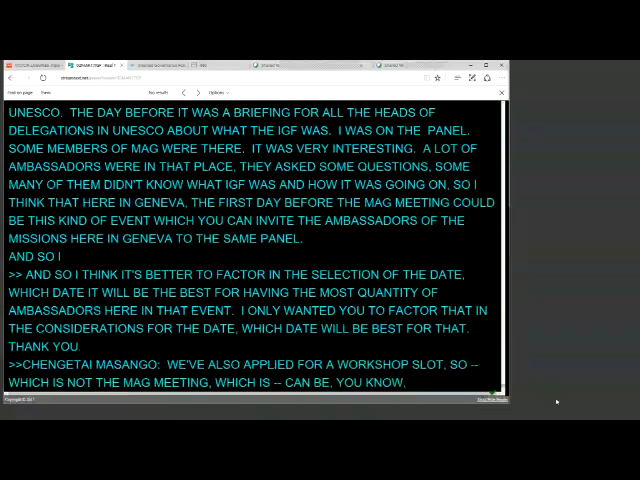 Find on page
No results
Options
UNESCO. THE DAY BEFORE IT WAS A BRIEFING FOR ALL THE HEADS OF
DELEGATIONS IN UNESCO ABOUT WHAT THE IGF WAS. I WAS ON THE PANEL.
SOME MEMBERS OF MAG WERE THERE. IT WAS VERY INTERESTING. A LOT OF
AMBASSADORS WERE IN THAT PLACE, THEY ASKED SOME QUESTIONS, SOME
MANY OF THEM DIDN'T KNOW WHAT IGF WAS AND HOW IT WAS GOING ON, SO I
THINK THAT HERE IN GENEVA, THE FIRST DAY BEFORE THE MAG MEETING COULD
BE THIS KIND OF EVENT WHICH YOU CAN INVITE THE AMBASSADORS OF THE
MISSIONS HERE IN GENEVA TO THE SAME PANEL.
AND SO I
>> AND SO I THINK IT'S BETTER TO FACTOR IN THE SELECTION OF THE DATE,
WHICH DATE IT WILL BE THE BEST FOR HAVING THE MOST QUANTITY OF
AMBASSADORS HERE IN THAT EVENT. I ONLY WANTED YOU TO FACTOR THAT IN
THE CONSIDERATIONS FOR THE DATE, WHICH DATE WILL BE BEST FOR THAT.
THANK YOU.
>>CHENGETAI MASANGO: WE'VE ALSO APPLIED FOR A WORKSHOP SLOT, SO --
WHICH IS NOT THE MAG MEETING, WHICH IS -- CAN BE, YOU KNOW,